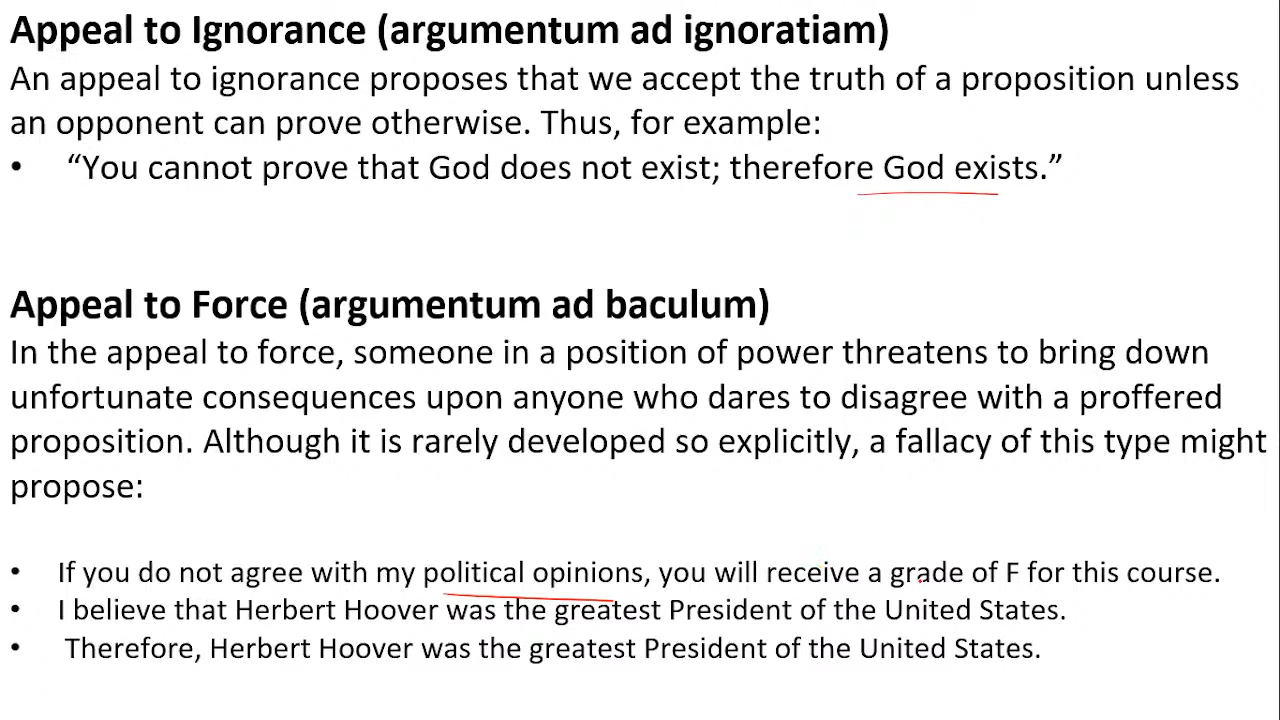 Appeal to Ignorance (argumentum ad ignoratiam)
An appeal to ignorance proposes that we accept the truth of a proposition unless
an opponent can prove otherwise. Thus, for example:
• “You cannot prove that God does not exist; therefore God exists.”
Appeal to Force (argumentum ad baculum)
In the appeal to force, someone in a position of power threatens to bring down
unfortunate consequences upon anyone who dares to disagree with a proffered
proposition. Although it is rarely developed so explicitly, a fallacy of this type might
propose:
• If you do not agree with my political opinions, you will receive a grade of F for this course.
• I believe that Herbert Hoover was the greatest President of the United States.
• Therefore, Herbert Hoover was the greatest President of the United States.